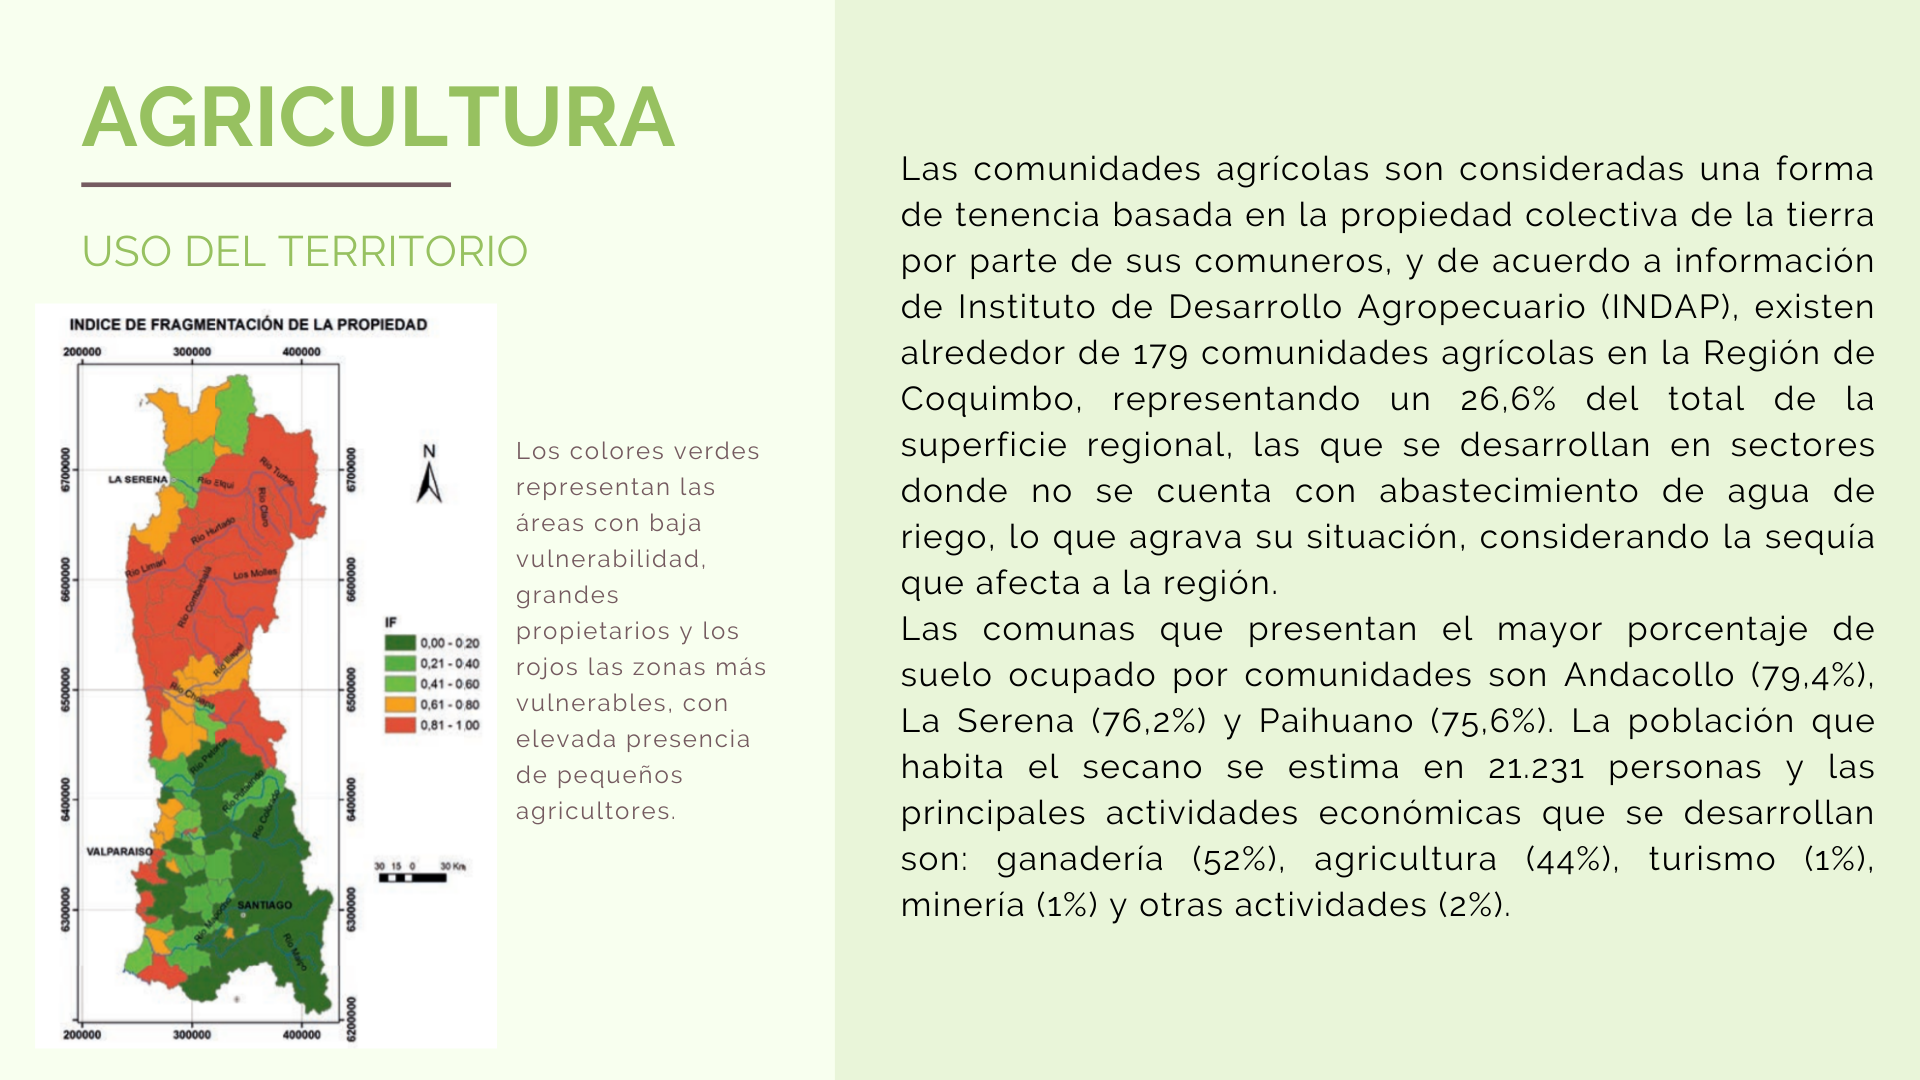 AGRICULTURA
USO DEL TERRITORIO
INDICE DE FRAGMENTACIÓN DE LA PROPIEDAD
200000 300000 400000
6700000 6700000
6600000 6600000
6500000 6500000
6400000 6400000
6300000 6300000
6200000
LA SERENA
Río Elqui
Río Turbio
Río Claro
Río Hurtado
Río Limarí
Río Combarbalá
Los Molles
Río Illapel
Río Choapa
Río Petorca
Río Putaendo
Río Colorado
VALPARAISO
SANTIAGO
Río Mapocho
Río Maipo
200000 300000 400000
N
IF
0,00 - 0,20
0,21 - 0,40
0,41 - 0,60
0,61 - 0,80
0,81 - 1,00
30 15 0 30 Km
Los colores verdes
representan las
áreas con baja
vulnerabilidad,
grandes
propietarios y los
rojos las zonas más
vulnerables, con
elevada presencia
de pequeños
agricultores.
Las comunidades agrícolas son consideradas una forma
de tenencia basada en la propiedad colectiva de la tierra
por parte de sus comuneros, y de acuerdo a información
de Instituto de Desarrollo Agropecuario (INDAP), existen
alrededor de 179 comunidades agrícolas en la Región de
Coquimbo, representando un 26,6% del total de la
superficie regional, las que se desarrollan en sectores
donde no se cuenta con abastecimiento de agua de
riego, lo que agrava su situación, considerando la sequía
que afecta a la región.
Las comunas que presentan el mayor porcentaje de
suelo ocupado por comunidades son Andacollo (79,4%),
La Serena (76,2%) y Paihuano (75,6%). La población que
habita el secano se estima en 21.231 personas y las
principales actividades económicas que se desarrollan
son: ganadería (52%), agricultura (44%), turismo (1%),
minería (1%) y otras actividades (2%).